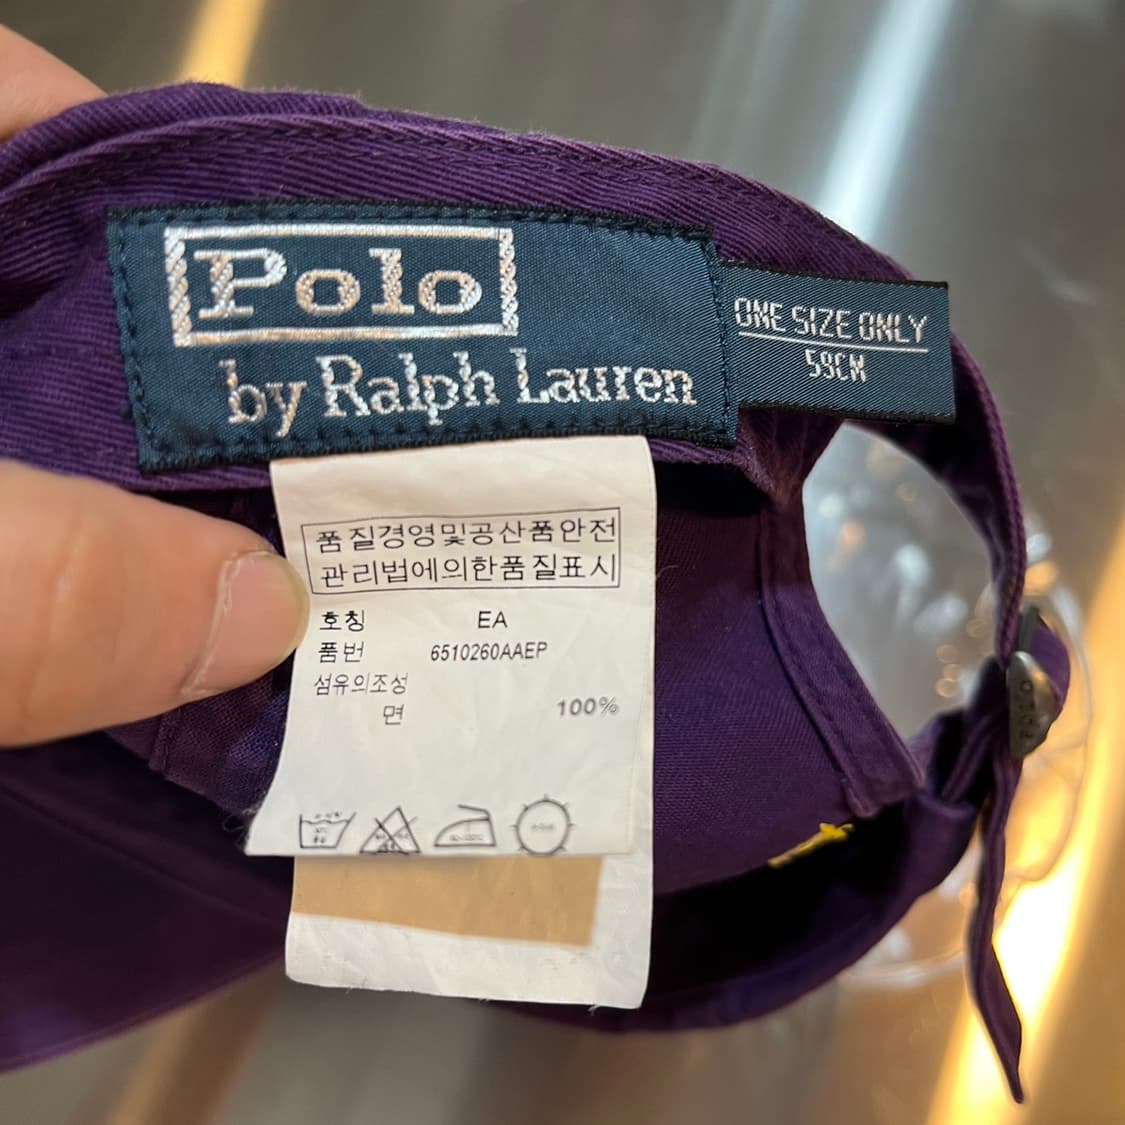 Polo
by Ralph Lauren
ONE SIZE ONLY
58CM
품질경영및공산품안전
관리법에의한품질표시
호칭 EA
품번 6510260AAEP
섬유의조성
면 100%
POLO